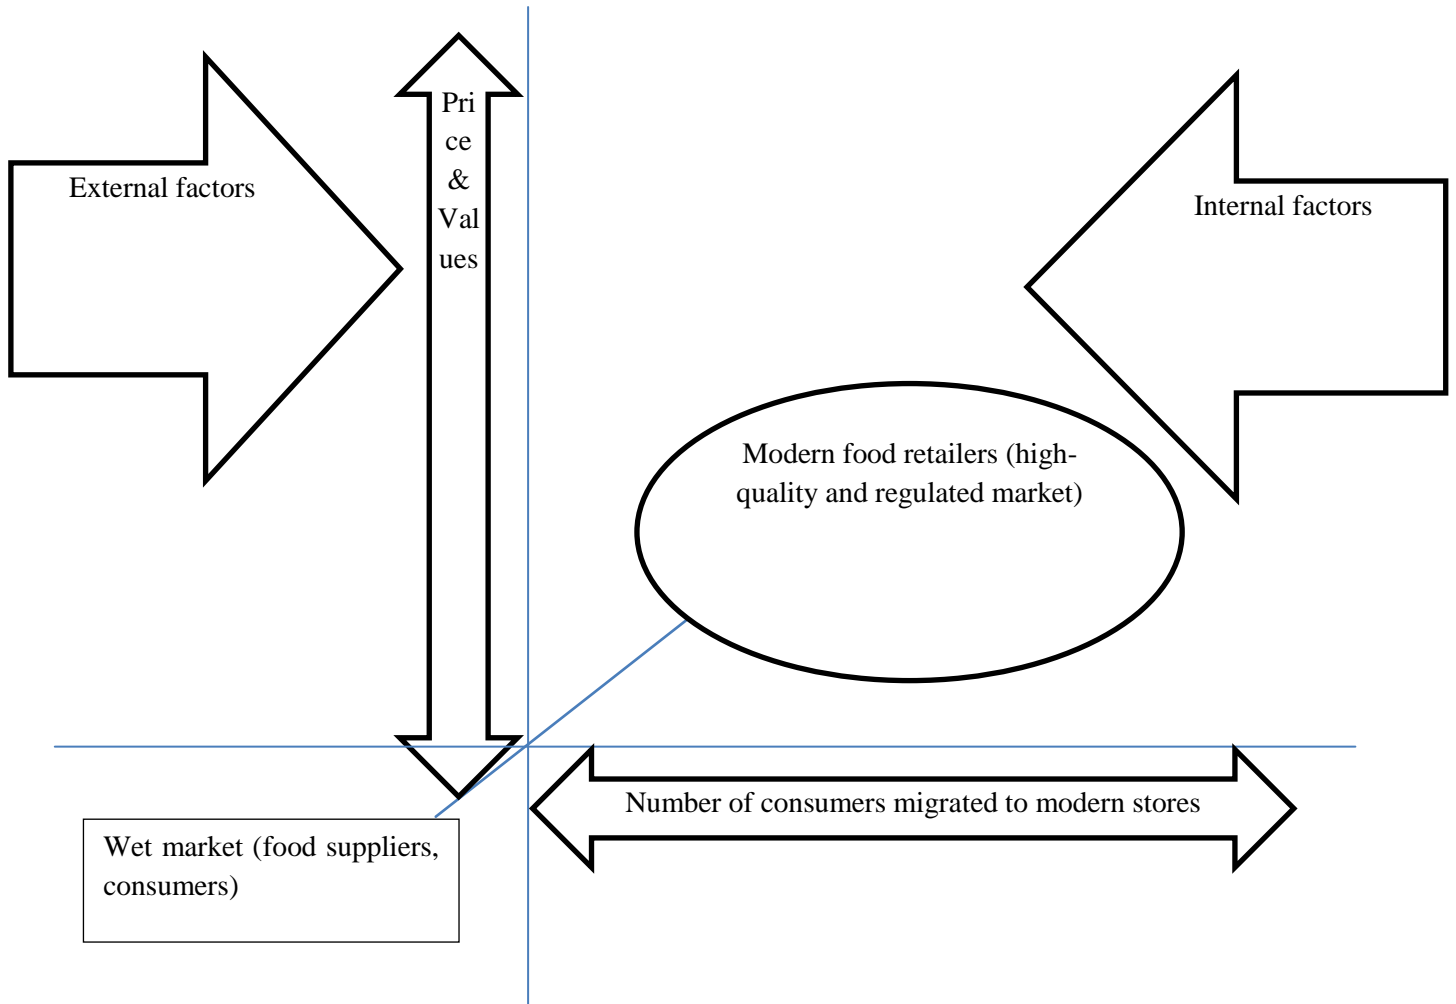 Pri
ce
&
Val
ues
External factors
Internal factors
Modern food retailers (high-
quality and regulated market)
Number of consumers migrated to modern stores
Wet market (food suppliers,
consumers)